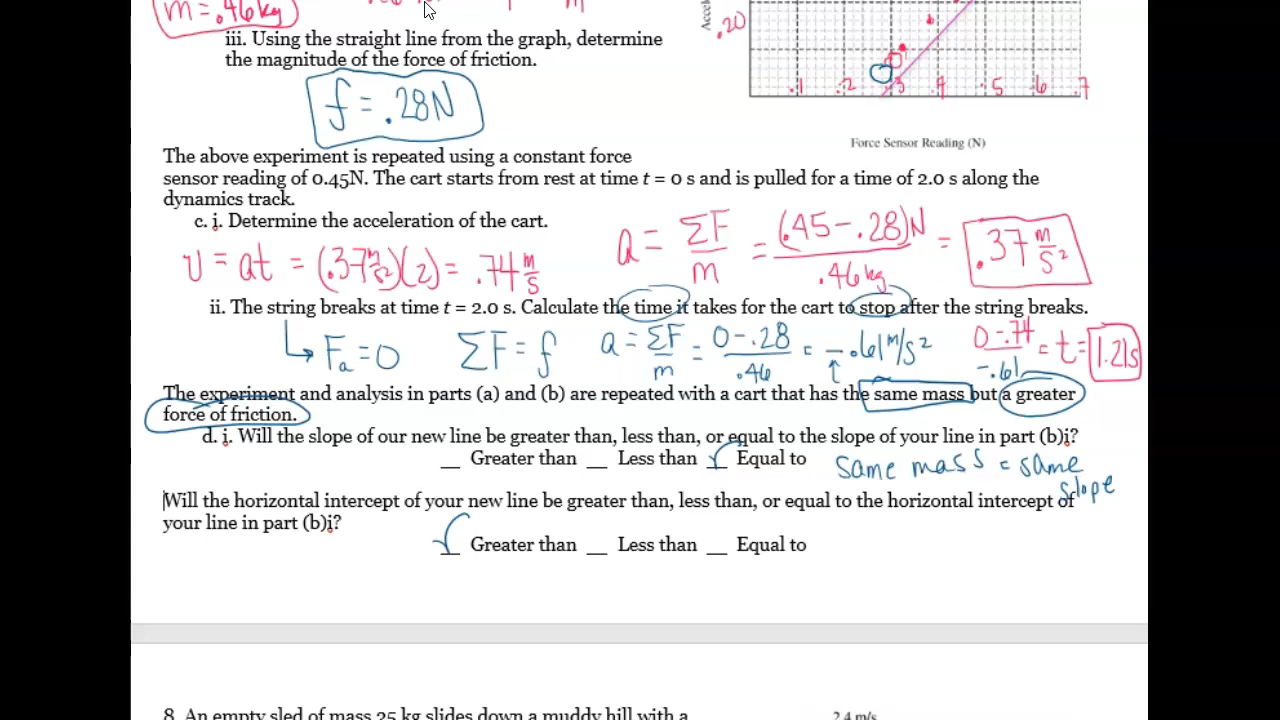 m = .46 kg
iii. Using the straight line from the graph, determine
the magnitude of the force of friction.
f = .28N
Accel
.20
.1 .2 .3 .4 .5 .6 .7
Force Sensor Reading (N)
The above experiment is repeated using a constant force
sensor reading of 0.45N. The cart starts from rest at time t = 0 s and is pulled for a time of 2.0 s along the
dynamics track.
c. i. Determine the acceleration of the cart.
a = ΣF/m = (.45 - .28)N / .46 kg = .37 m/s²
v = at = (.37 m/s²)(2) = .74 m/s
ii. The string breaks at time t = 2.0 s. Calculate the time it takes for the cart to stop after the string breaks.
↳ Fa = 0 ΣF = f a = ΣF/m = 0 - .28 / .46 = - .61 m/s² 0 - .74 / -.61 = t = 1.21s
The experiment and analysis in parts (a) and (b) are repeated with a cart that has the same mass but a greater
force of friction.
d. i. Will the slope of our new line be greater than, less than, or equal to the slope of your line in part (b)i?
__ Greater than __ Less than ✓ Equal to same mass = same
slope
Will the horizontal intercept of your new line be greater than, less than, or equal to the horizontal intercept of
your line in part (b)i?
✓ Greater than __ Less than __ Equal to
8. An empty sled of mass 25 kg slides down a muddy hill with a
2.4 m/s